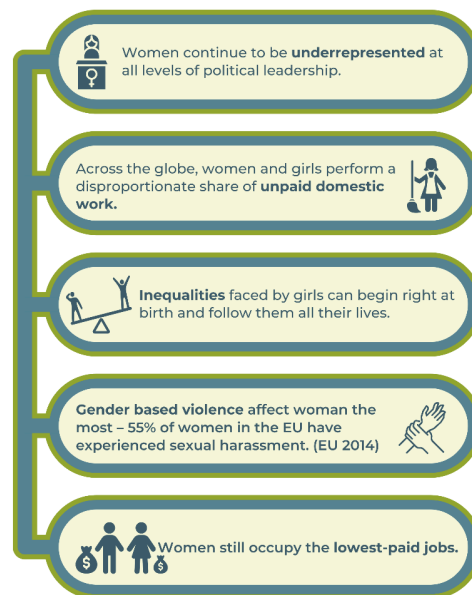 Women continue to be underrepresented at
all levels of political leadership.
Across the globe, women and girls perform a
disproportionate share of unpaid domestic
work.
Inequalities faced by girls can begin right at
birth and follow them all their lives.
Gender based violence affect woman the
most – 55% of women in the EU have
experienced sexual harassment. (EU 2014)
$
$
Women still occupy the lowest-paid jobs.